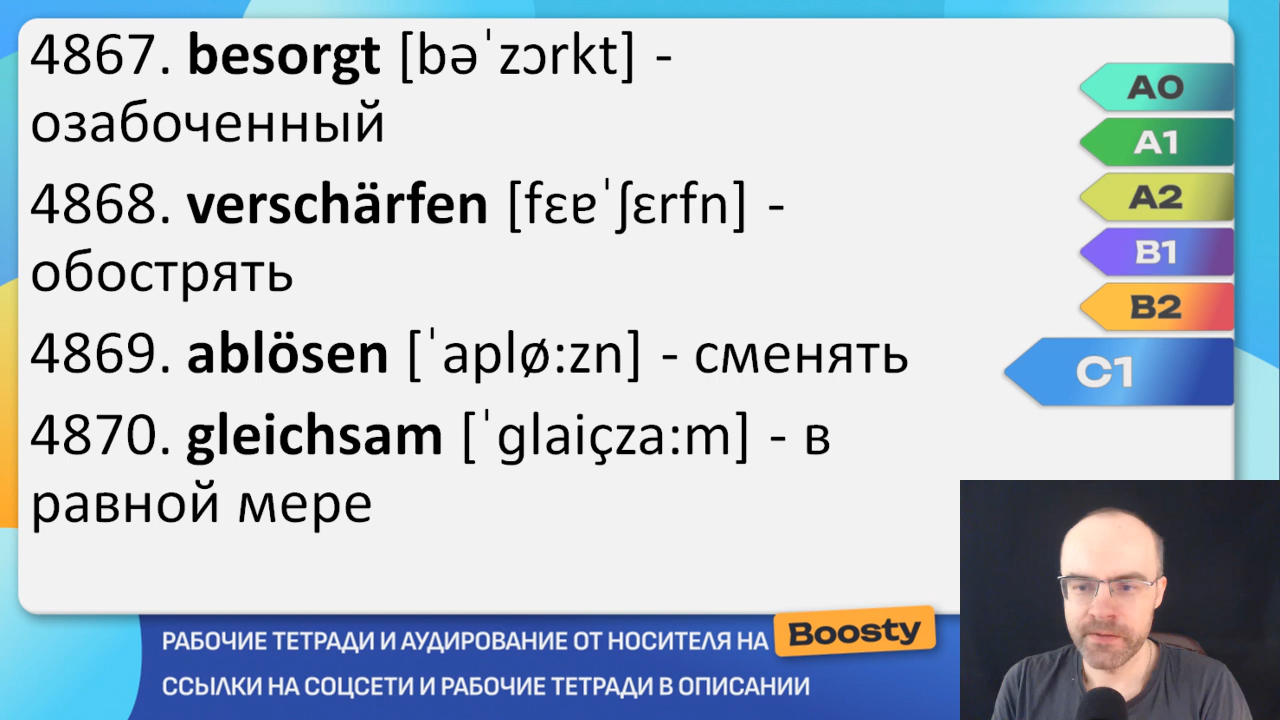 4867. besorgt [bəˈzɔrkt] -
озабоченный
4868. verschärfen [fɛɐˈʃɛrfn] -
обострять
4869. ablösen [ˈaplø:zn] - сменять
4870. gleichsam [ˈɡlaiçza:m] - в
равной мере
A0
A1
A2
B1
B2
C1
РАБОЧИЕ ТЕТРАДИ И АУДИРОВАНИЕ ОТ НОСИТЕЛЯ НА Boosty
ССЫЛКИ НА СОЦСЕТИ И РАБОЧИЕ ТЕТРАДИ В ОПИСАНИИ